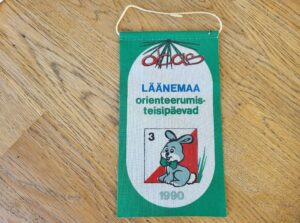 LÄÄNEMAA
orienteerumis-
teisipäevad
3
1990